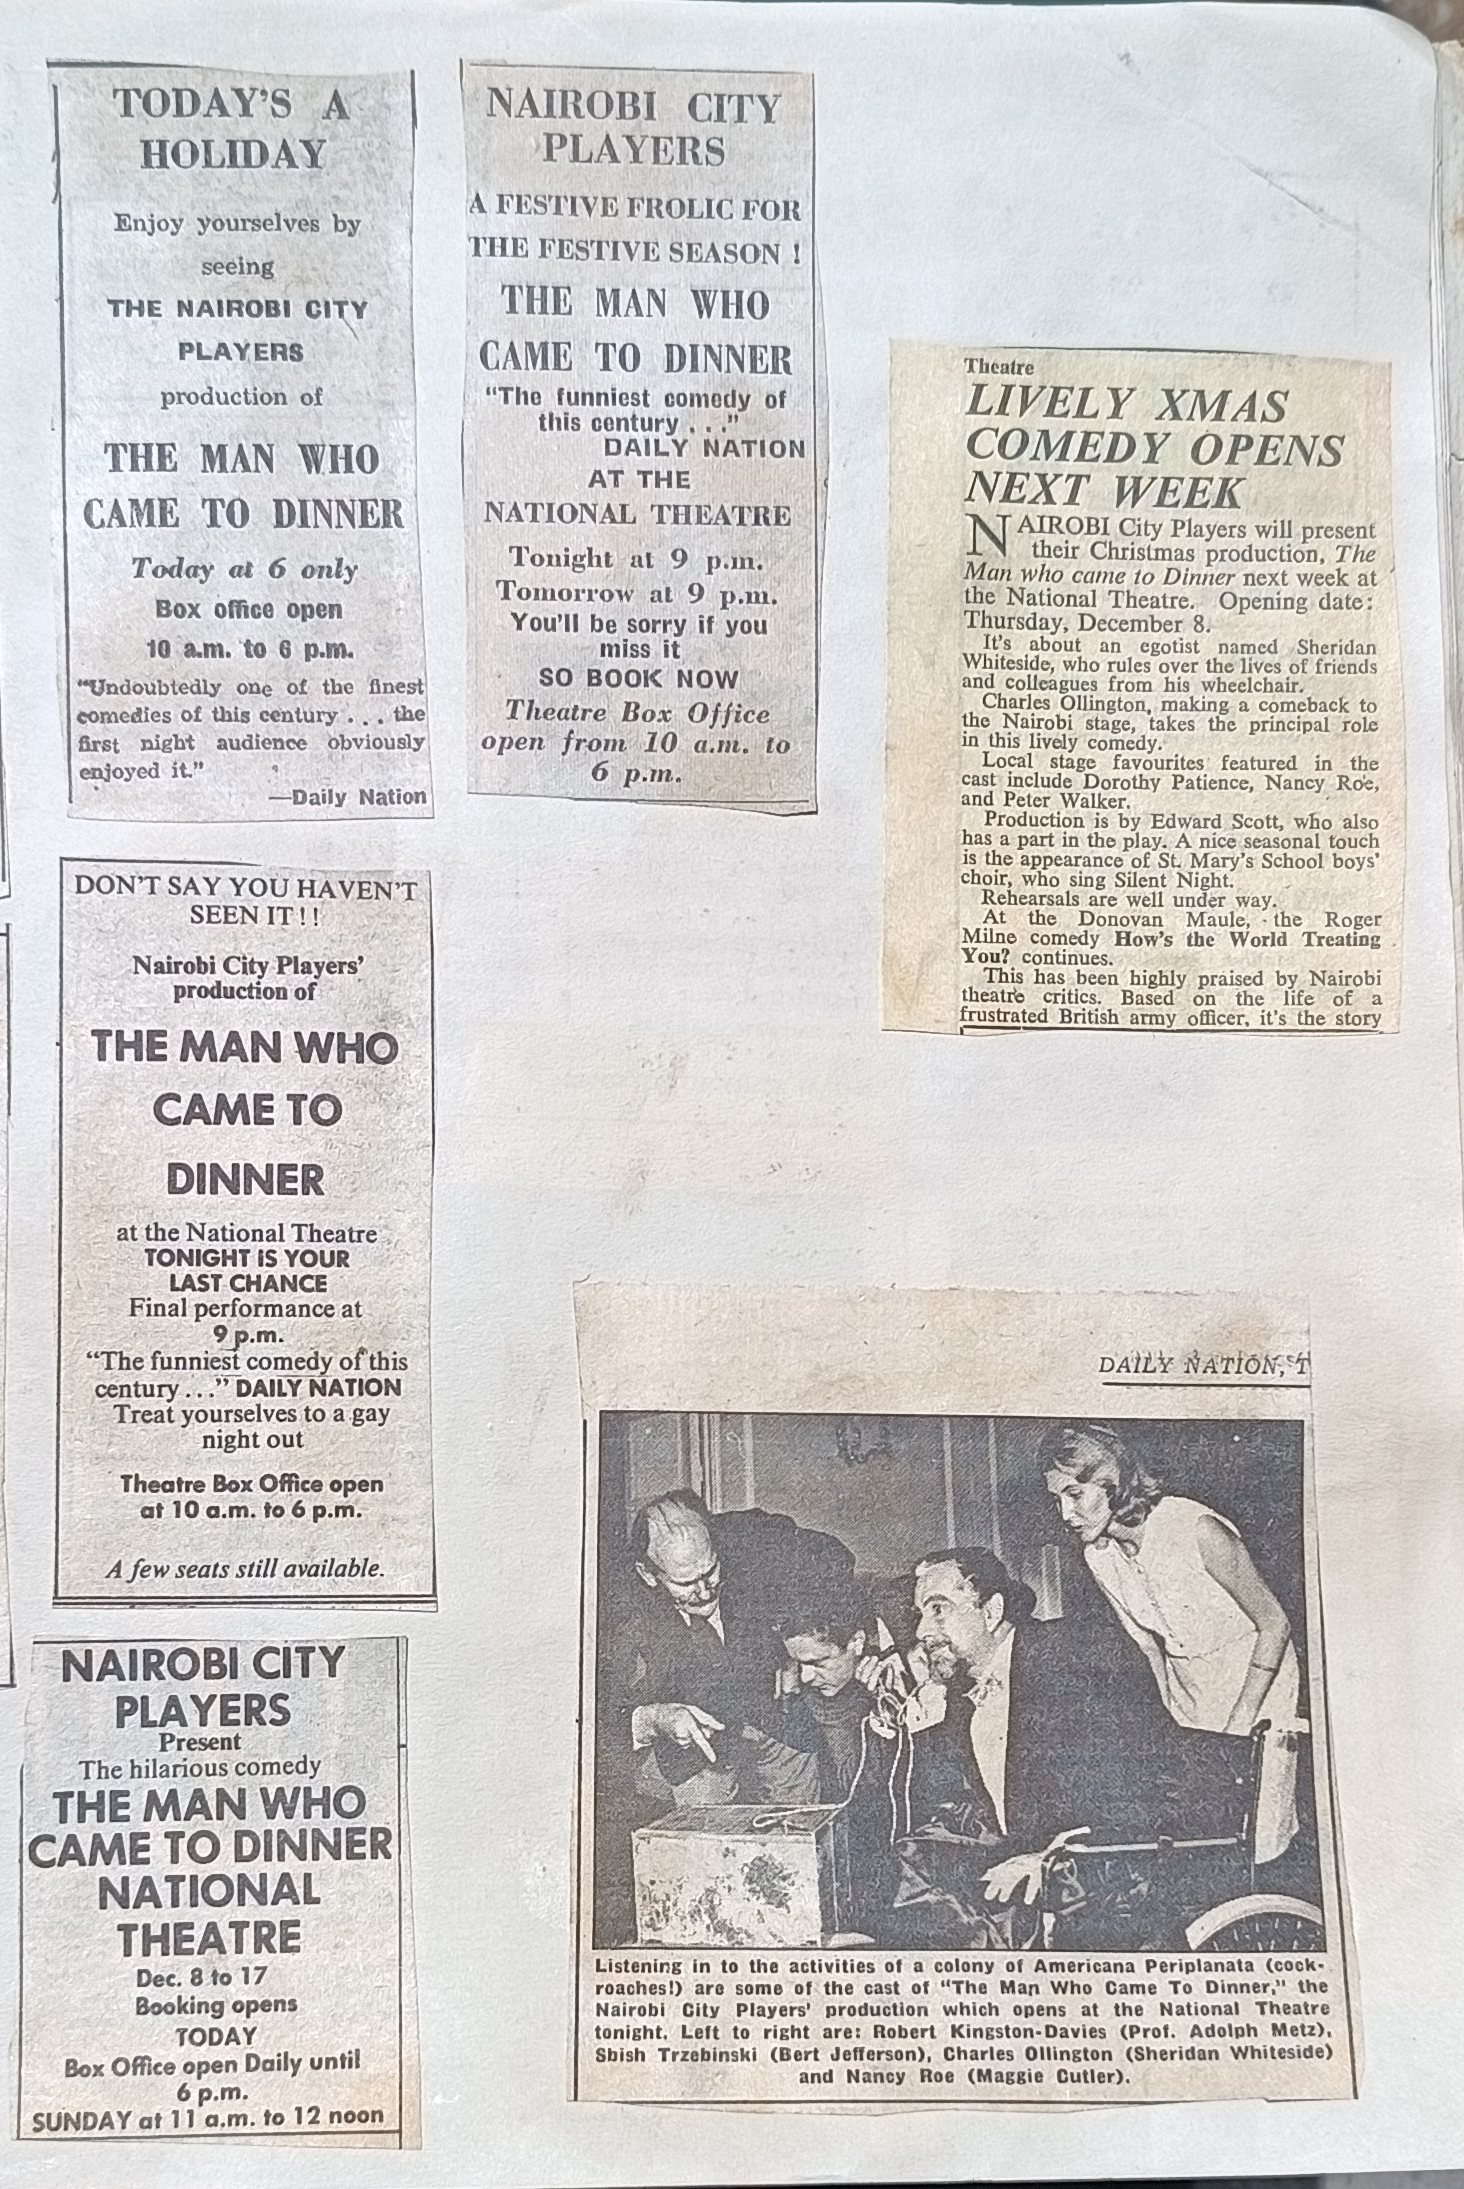 TODAY'S A
HOLIDAY
Enjoy yourselves by
seeing
THE NAIROBI CITY
PLAYERS
production of
THE MAN WHO
CAME TO DINNER
Today at 6 only
Box office open
10 a.m. to 6 p.m.
"Undoubtedly one of the finest
comedies of this century . . . the
first night audience obviously
enjoyed it."
—Daily Nation
NAIROBI CITY
PLAYERS
A FESTIVE FROLIC FOR
THE FESTIVE SEASON !
THE MAN WHO
CAME TO DINNER
"The funniest comedy of
this century . . ."
DAILY NATION
AT THE
NATIONAL THEATRE
Tonight at 9 p.m.
Tomorrow at 9 p.m.
You'll be sorry if you
miss it
SO BOOK NOW
Theatre Box Office
open from 10 a.m. to
6 p.m.
Theatre
LIVELY XMAS
COMEDY OPENS
NEXT WEEK
NAIROBI City Players will present
their Christmas production, The
Man who came to Dinner next week at
the National Theatre. Opening date:
Thursday, December 8.
It's about an egotist named Sheridan
Whiteside, who rules over the lives of friends
and colleagues from his wheelchair.
Charles Ollington, making a comeback to
the Nairobi stage, takes the principal role
in this lively comedy.
Local stage favourites featured in the
cast include Dorothy Patience, Nancy Roe,
and Peter Walker.
Production is by Edward Scott, who also
has a part in the play. A nice seasonal touch
is the appearance of St. Mary's School boys'
choir, who sing Silent Night.
Rehearsals are well under way.
At the Donovan Maule, the Roger
Milne comedy How's the World Treating
You? continues.
This has been highly praised by Nairobi
theatre critics. Based on the life of a
frustrated British army officer, it's the story
DON'T SAY YOU HAVEN'T
SEEN IT ! !
Nairobi City Players'
production of
THE MAN WHO
CAME TO
DINNER
at the National Theatre
TONIGHT IS YOUR
LAST CHANCE
Final performance at
9 p.m.
"The funniest comedy of this
century . . ." DAILY NATION
Treat yourselves to a gay
night out
Theatre Box Office open
at 10 a.m. to 6 p.m.
A few seats still available.
NAIROBI CITY
PLAYERS
Present
The hilarious comedy
THE MAN WHO
CAME TO DINNER
NATIONAL
THEATRE
Dec. 8 to 17
Booking opens
TODAY
Box Office open Daily until
6 p.m.
SUNDAY at 11 a.m. to 12 noon
DAILY NATION, T
Listening in to the activities of a colony of Americana Periplanata (cock-
roaches!) are some of the cast of "The Man Who Came To Dinner," the
Nairobi City Players' production which opens at the National Theatre
tonight. Left to right are: Robert Kingston-Davies (Prof. Adolph Metz),
Sbish Trzebinski (Bert Jefferson), Charles Ollington (Sheridan Whiteside)
and Nancy Roe (Maggie Cutler).